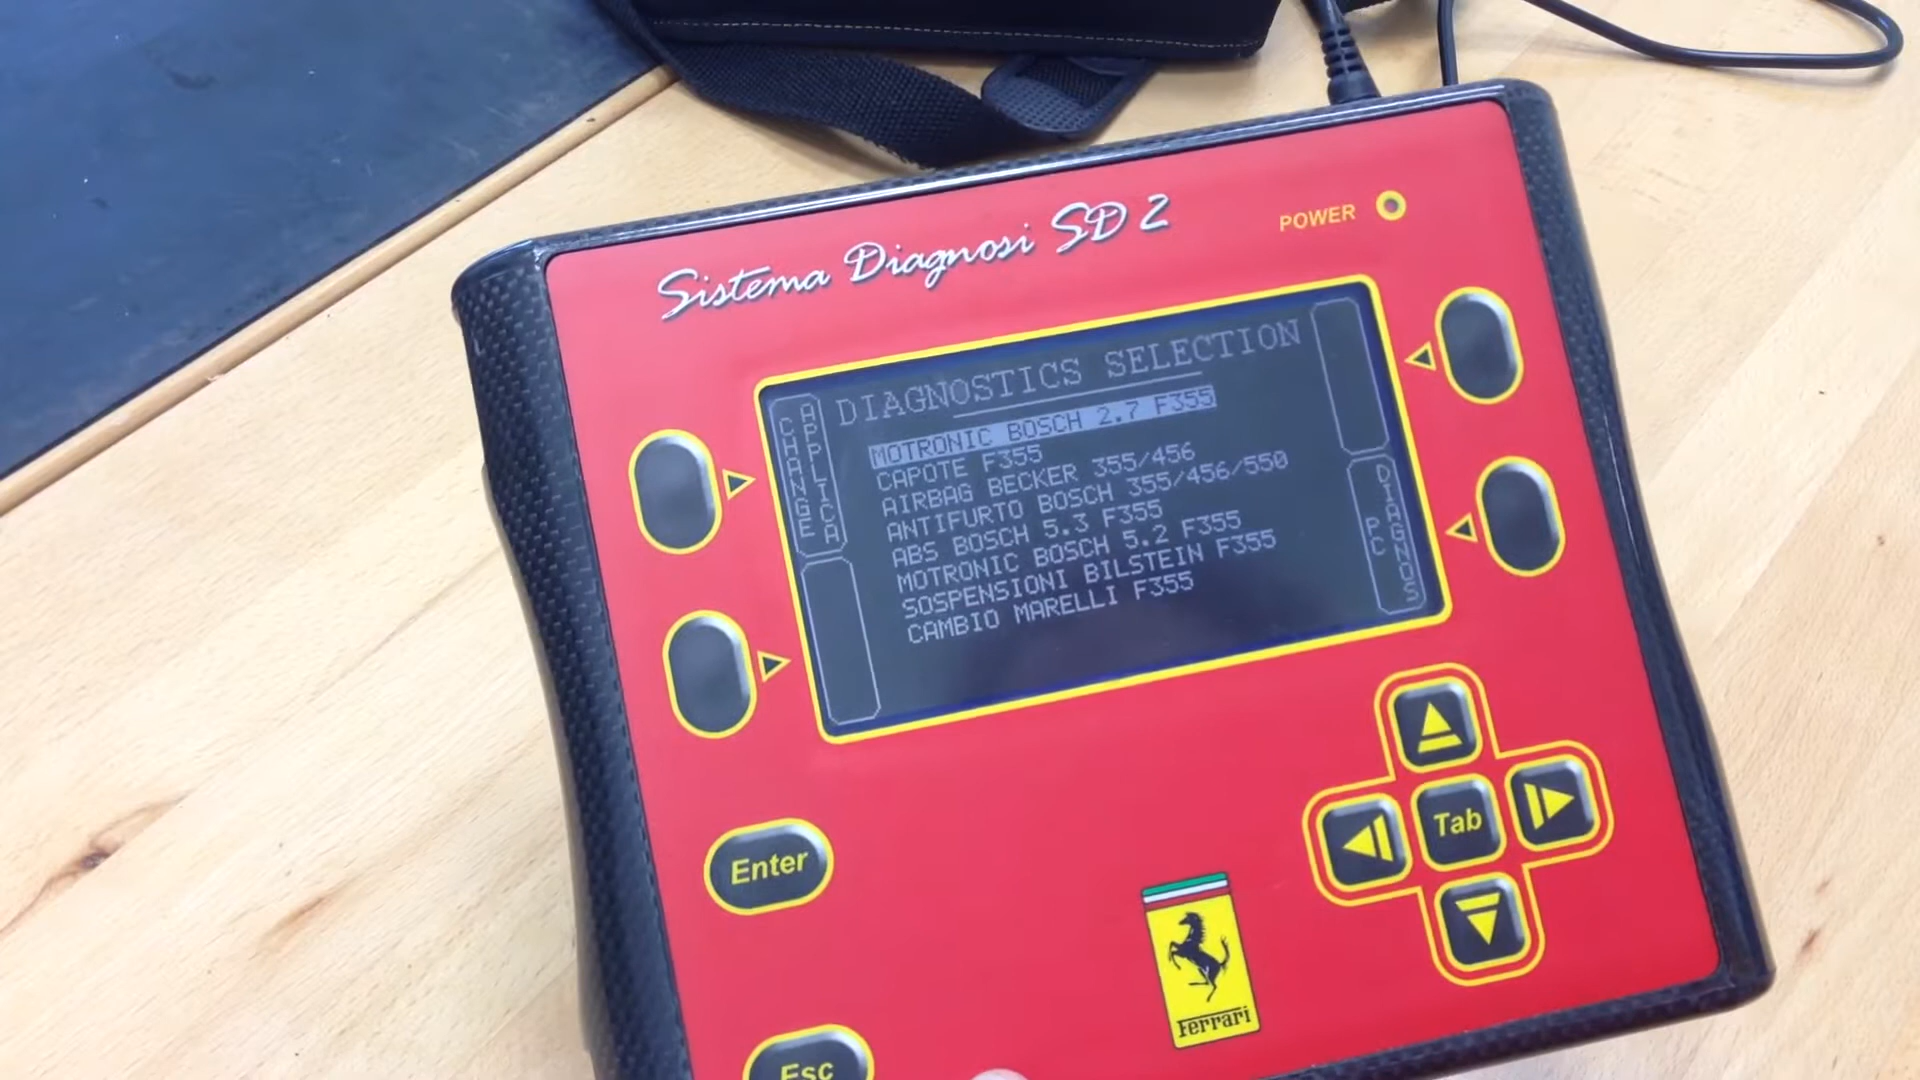 Sistema Diagnosi SD 2
POWER
DIAGNOSTICS SELECTION
CHANGE
APPLICA
MOTRONIC BOSCH 2.7 F355
CAPOTE F355
AIRBAG BECKER 355/456
ANTIFURTO BOSCH 355/456/550
ABS BOSCH 5.3 F355
MOTRONIC BOSCH 5.2 F355
SOSPENSIONI BILSTEIN F355
CAMBIO MARELLI F355
PC
DIAGNOS
Enter
Tab
Ferrari
Esc